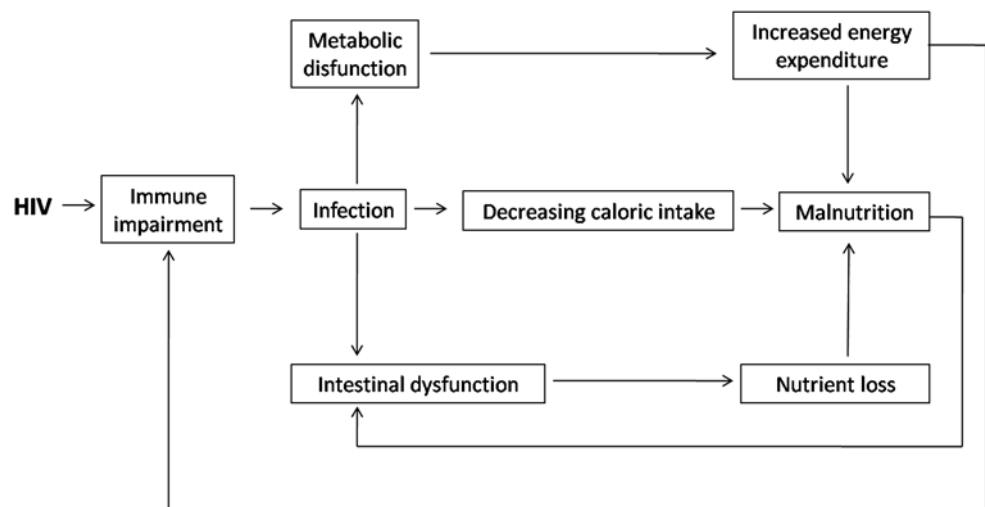 Metabolic
disfunction
Increased energy
expenditure
HIV
Immune
impairment
Infection
Decreasing caloric intake
Malnutrition
Intestinal dysfunction
Nutrient loss